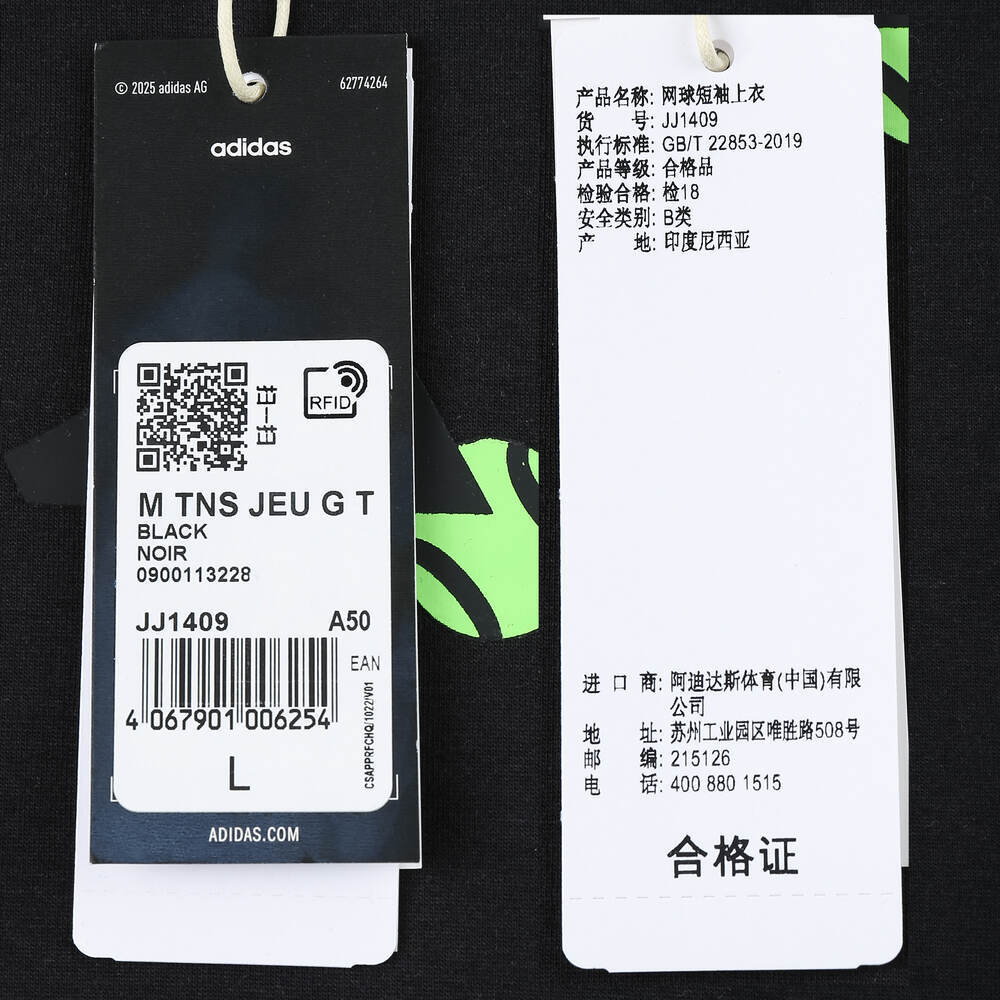 © 2025 adidas AG
62774264
adidas
扫一扫
RFID
M TNS JEU G T
BLACK
NOIR
0900113228
JJ1409 A50
EAN
4 067901 006254
CSAPPRFCHQ/1022/V01
L
ADIDAS.COM
产品名称: 网球短袖上衣
货 号: JJ1409
执行标准: GB/T 22853-2019
产品等级: 合格品
检验合格: 检18
安全类别: B类
产 地: 印度尼西亚
进 口 商: 阿迪达斯体育(中国)有限
公司
地 址: 苏州工业园区唯胜路508号
邮 编: 215126
电 话: 400 880 1515
合格证